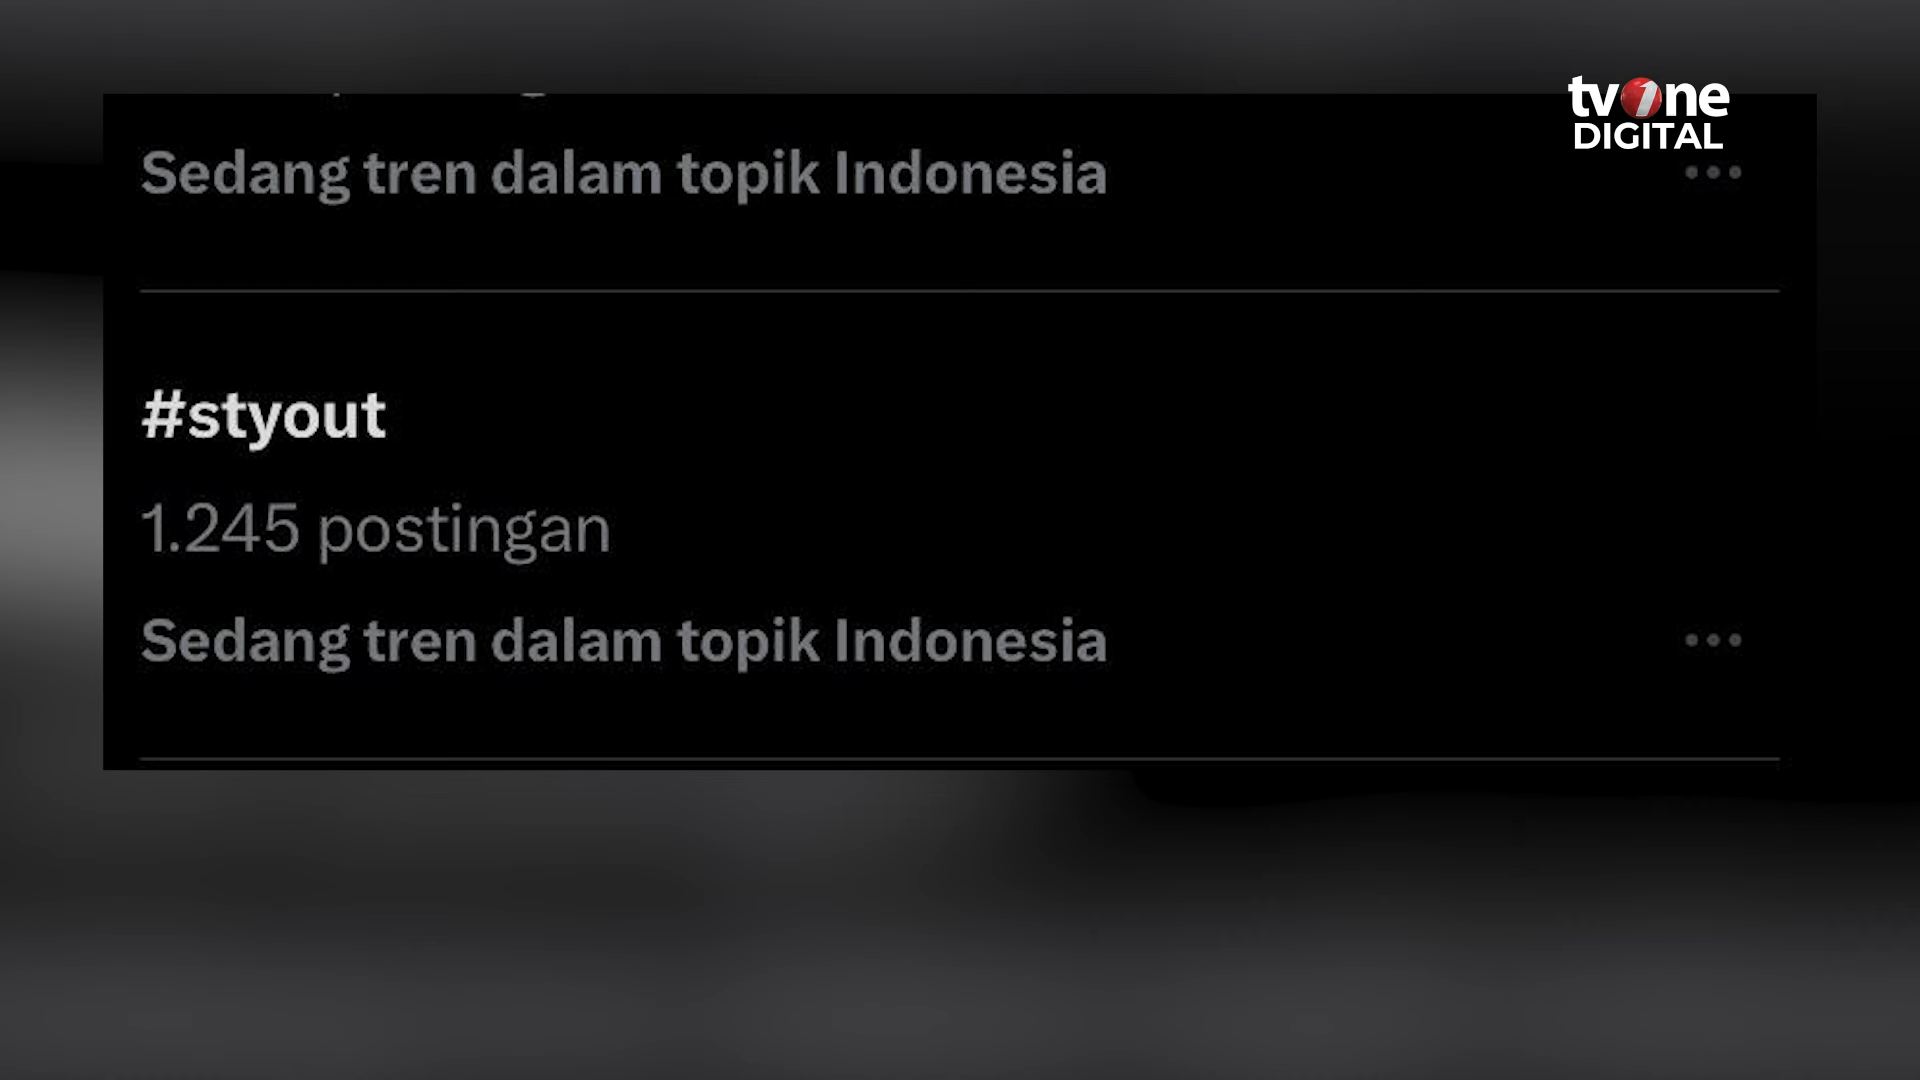 tvOne
DIGITAL
Sedang tren dalam topik Indonesia
#styout
1.245 postingan
Sedang tren dalam topik Indonesia